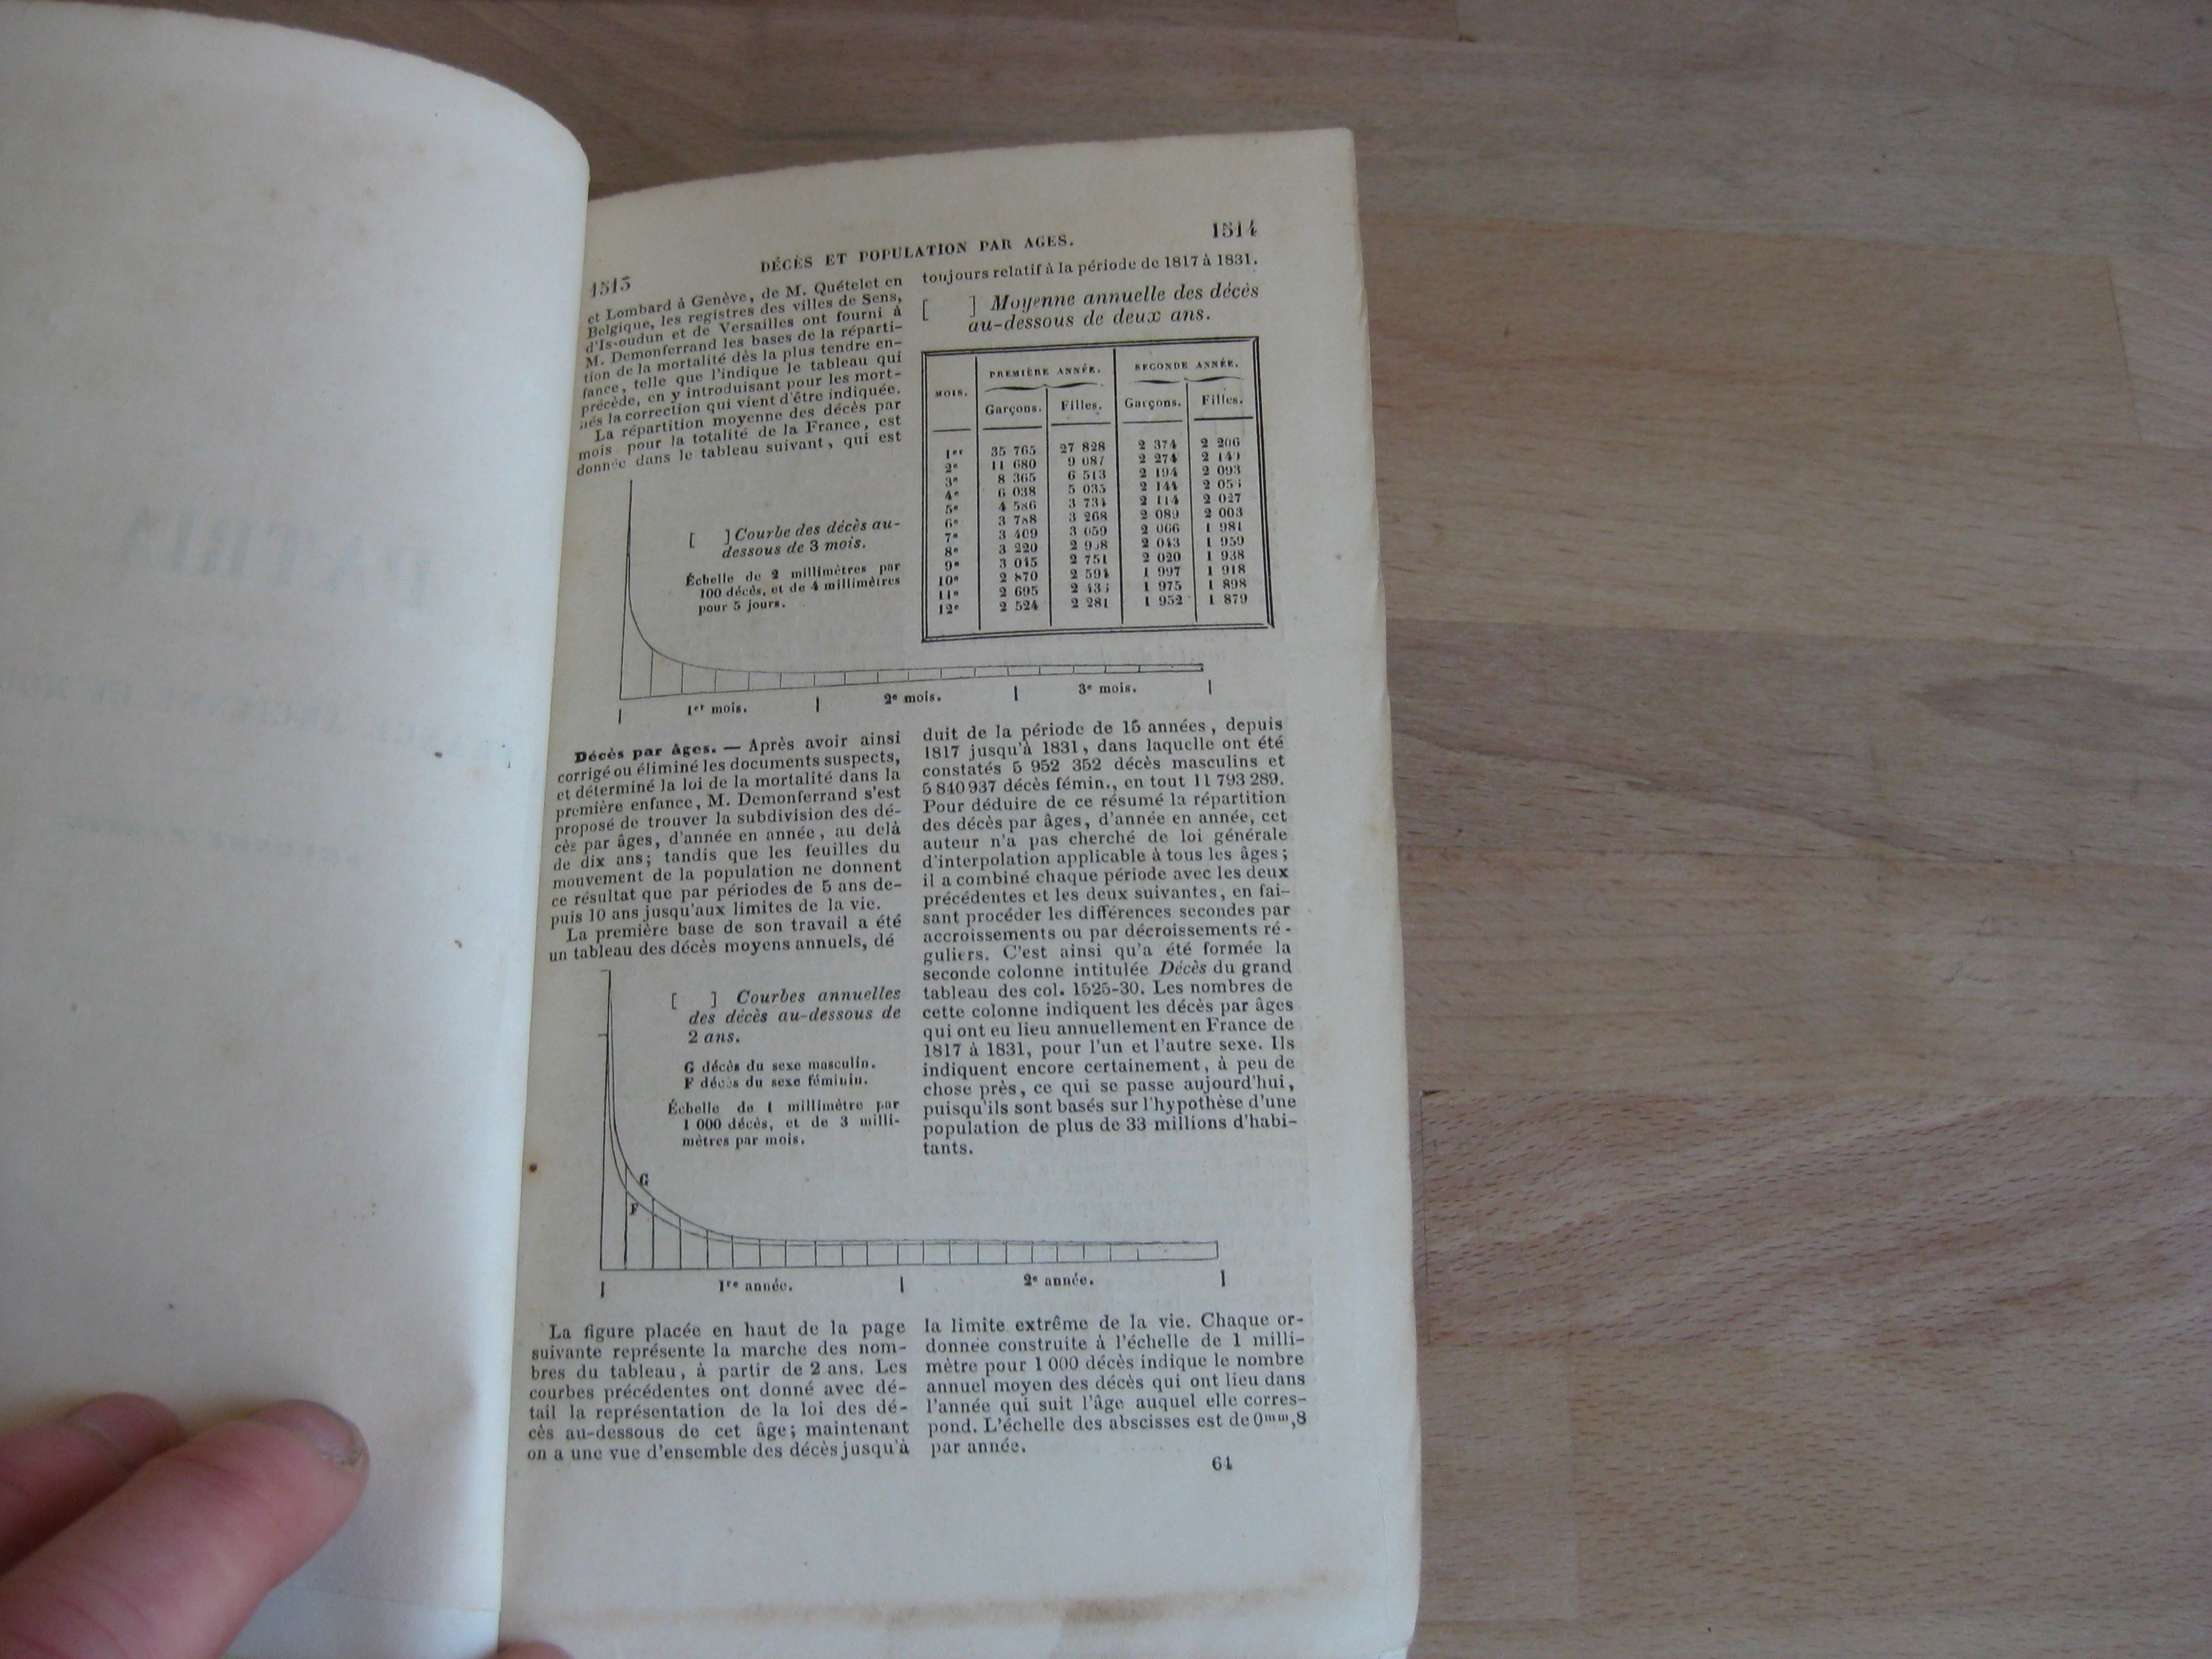 1513
DÉCÈS ET POPULATION PAR AGES.
1514
et Lombard à Genève, de M. Quételet en
Belgique, les registres des villes de Sens,
d'Issoudun et de Versailles ont fourni à
M. Demonferrand les bases de la réparti-
tion de la mortalité dès la plus tendre en-
fance, telle que l'indique le tableau qui
précède, en y introduisant pour les mort-
nés la correction qui vient d'être indiquée.
La répartition moyenne des décès par
mois pour la totalité de la France, est
donnée dans le tableau suivant, qui est
toujours relatif à la période de 1817 à 1831.
[ ] Moyenne annuelle des décès
au-dessous de deux ans.
MOIS. PREMIÈRE ANNÉE. SECONDE ANNÉE.
Garçons. Filles. Garçons. Filles.
1er 35 765 27 828 2 374 2 206
2e 11 680 9 087 2 274 2 149
3e 8 365 6 513 2 194 2 093
4e 6 038 5 035 2 144
5e 4 586 3 734 2 114 2 027
6e 3 788 3 268 2 089 2 003
7e 3 409 3 059 2 066 1 981
8e 3 220 2 043 1 959
9e 3 045 2 751 2 020 1 938
10e 2 870 2 594 1 997 1 918
11e 2 695 1 975 1 898
12e 2 524 2 281 1 952 1 879
[ ] Courbe des décès au-
dessous de 3 mois.
Échelle de 2 millimètres par
100 décès, et de 4 millimètres
pour 5 jours.
1er mois. 2e mois. 3e mois.
Décès par âges. — Après avoir ainsi
corrigé ou éliminé les documents suspects,
et déterminé la loi de la mortalité dans la
première enfance, M. Demonferrand s'est
proposé de trouver la subdivision des dé-
cès par âges, d'année en année, au delà
de dix ans; tandis que les feuilles du
mouvement de la population ne donnent
ce résultat que par périodes de 5 ans de-
puis 10 ans jusqu'aux limites de la vie.
La première base de son travail a été
un tableau des décès moyens annuels, dé
duit de la période de 15 années, depuis
1817 jusqu'à 1831, dans laquelle ont été
constatés 5 952 352 décès masculins et
5 840 937 décès fémin., en tout 11 793 289.
Pour déduire de ce résumé la répartition
des décès par âges, d'année en année, cet
auteur n'a pas cherché de loi générale
d'interpolation applicable à tous les âges;
il a combiné chaque période avec les deux
précédentes et les deux suivantes, en fai-
sant procéder les différences secondes par
accroissements ou par décroissements ré-
guliers. C'est ainsi qu'a été formée la
seconde colonne intitulée Décès du grand
tableau des col. 1525-30. Les nombres de
cette colonne indiquent les décès par âges
qui ont eu lieu annuellement en France de
1817 à 1831, pour l'un et l'autre sexe. Ils
indiquent encore certainement, à peu de
chose près, ce qui se passe aujourd'hui,
puisqu'ils sont basés sur l'hypothèse d'une
population de plus de 33 millions d'habi-
tants.
[ ] Courbes annuelles
des décès au-dessous de
2 ans.
G décès du sexe masculin.
F décès du sexe féminin.
Échelle de 1 millimètre par
1 000 décès, et de 3 milli-
mètres par mois.
G
F
1re année. 2e année.
La figure placée en haut de la page
suivante représente la marche des nom-
bres du tableau, à partir de 2 ans. Les
courbes précédentes ont donné avec dé-
tail la représentation de la loi des dé-
cès au-dessous de cet âge; maintenant
on a une vue d'ensemble des décès jusqu'à
la limite extrême de la vie. Chaque or-
donnée construite à l'échelle de 1 milli-
mètre pour 1 000 décès indique le nombre
annuel moyen des décès qui ont lieu dans
l'année qui suit l'âge auquel elle corres-
pond. L'échelle des abscisses est de 0mm,8
par année.
64